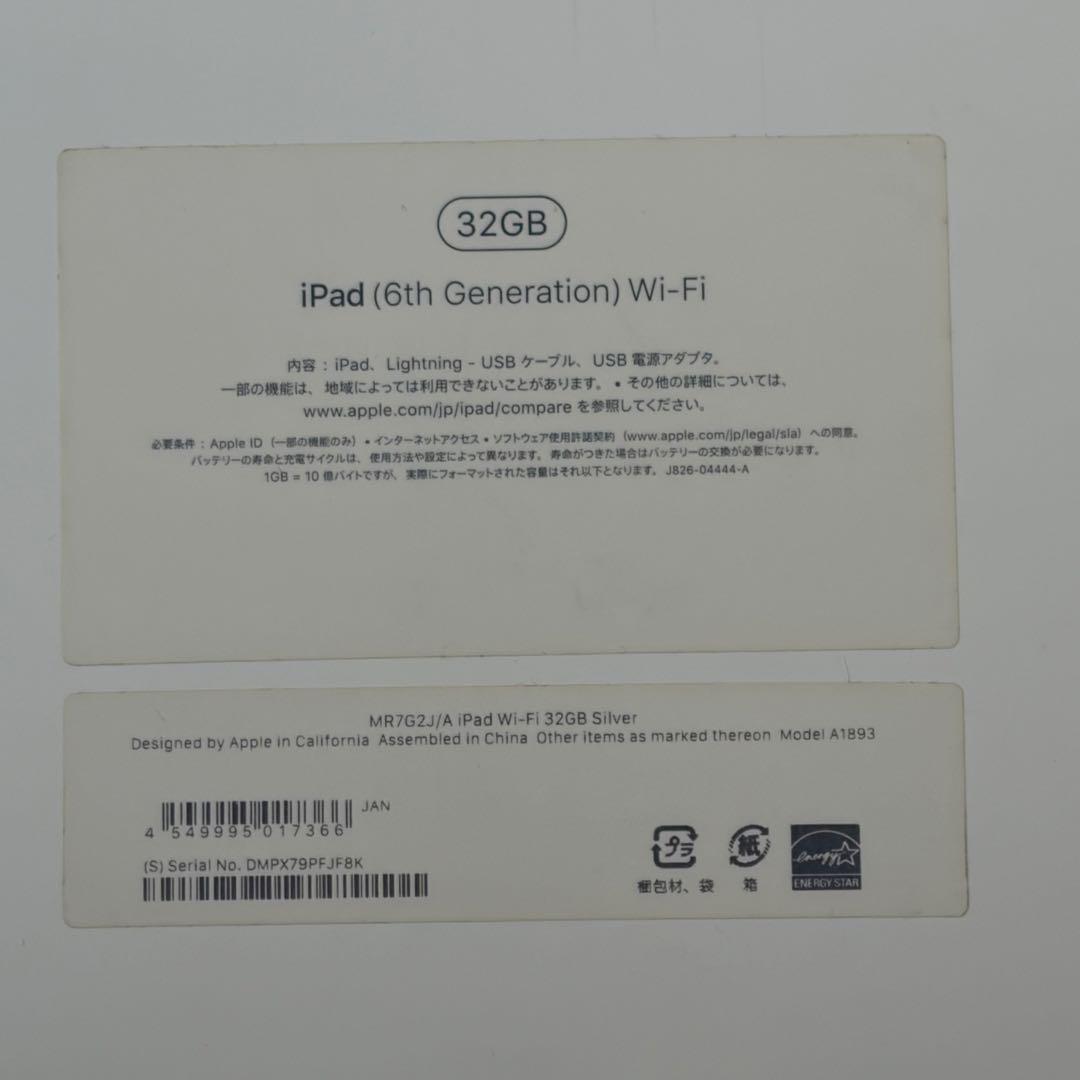 32GB
iPad (6th Generation) Wi-Fi
内容：iPad、Lightning - USB ケーブル、USB 電源アダプタ。
一部の機能は、地域によっては利用できないことがあります。• その他の詳細については、
www.apple.com/jp/ipad/compare を参照してください。
必要条件：Apple ID（一部の機能のみ）• インターネットアクセス • ソフトウェア使用許諾契約（www.apple.com/jp/legal/sla）への同意。
バッテリーの寿命と充電サイクルは、使用方法や設定によって異なります。寿命がつきた場合はバッテリーの交換が必要になります。
1GB = 10 億バイトですが、実際にフォーマットされた容量はそれ以下となります。J826-04444-A
MR7G2J/A iPad Wi-Fi 32GB Silver
Designed by Apple in California Assembled in China Other items as marked thereon Model A1893
JAN
4 549995 017366
(S) Serial No. DMPX79PFJF8K
プラ
梱包材、袋
紙
箱
energy
ENERGY STAR